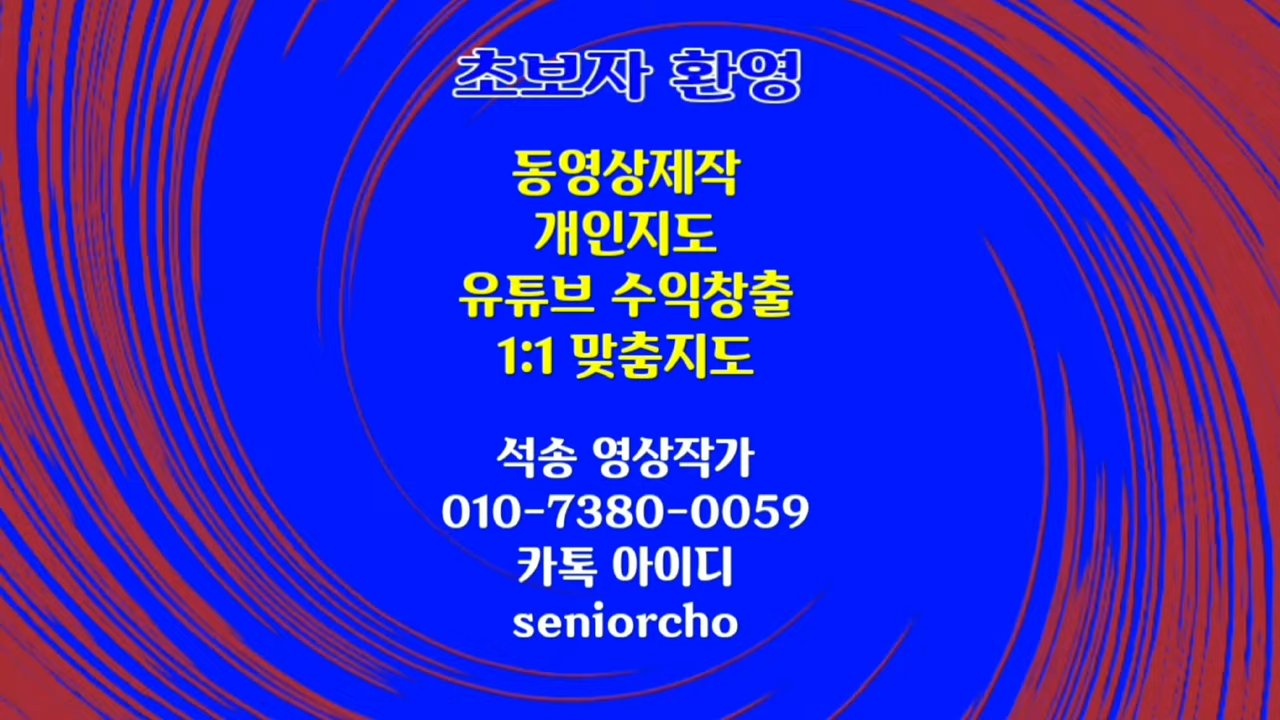 초보자 환영
동영상제작
개인지도
유튜브 수익창출
1:1 맞춤지도
석송 영상작가
010-7380-0059
카톡 아이디
seniorcho